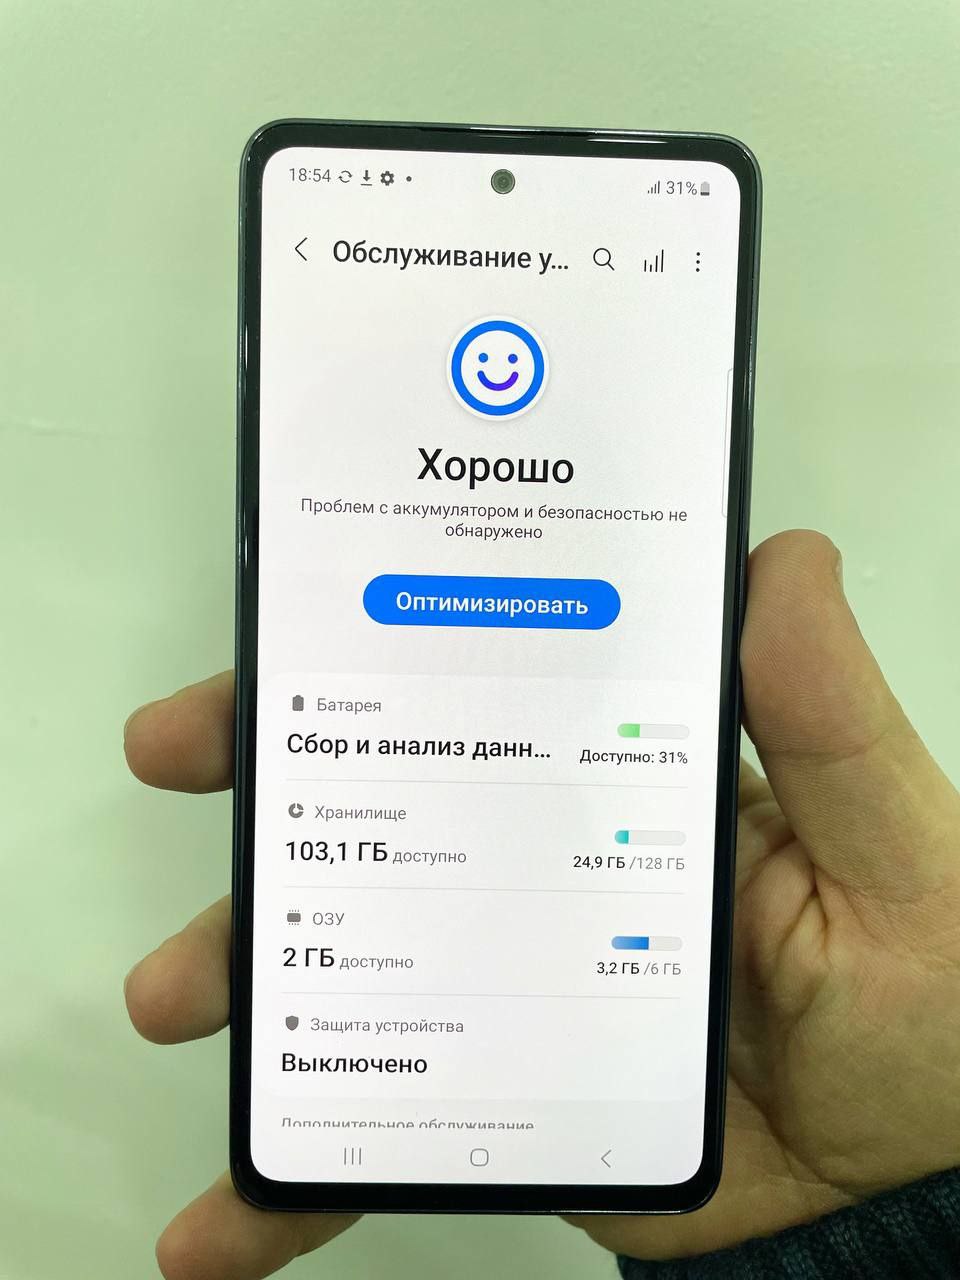 18:54
31%
Обслуживание у...
Хорошо
Проблем с аккумулятором и безопасностью не
обнаружено
Оптимизировать
Батарея
Сбор и анализ данн...
Доступно: 31%
Хранилище
103,1 ГБ доступно
24,9 ГБ /128 ГБ
ОЗУ
2 ГБ доступно
3,2 ГБ /6 ГБ
Защита устройства
Выключено
Дополнительное обслуживание